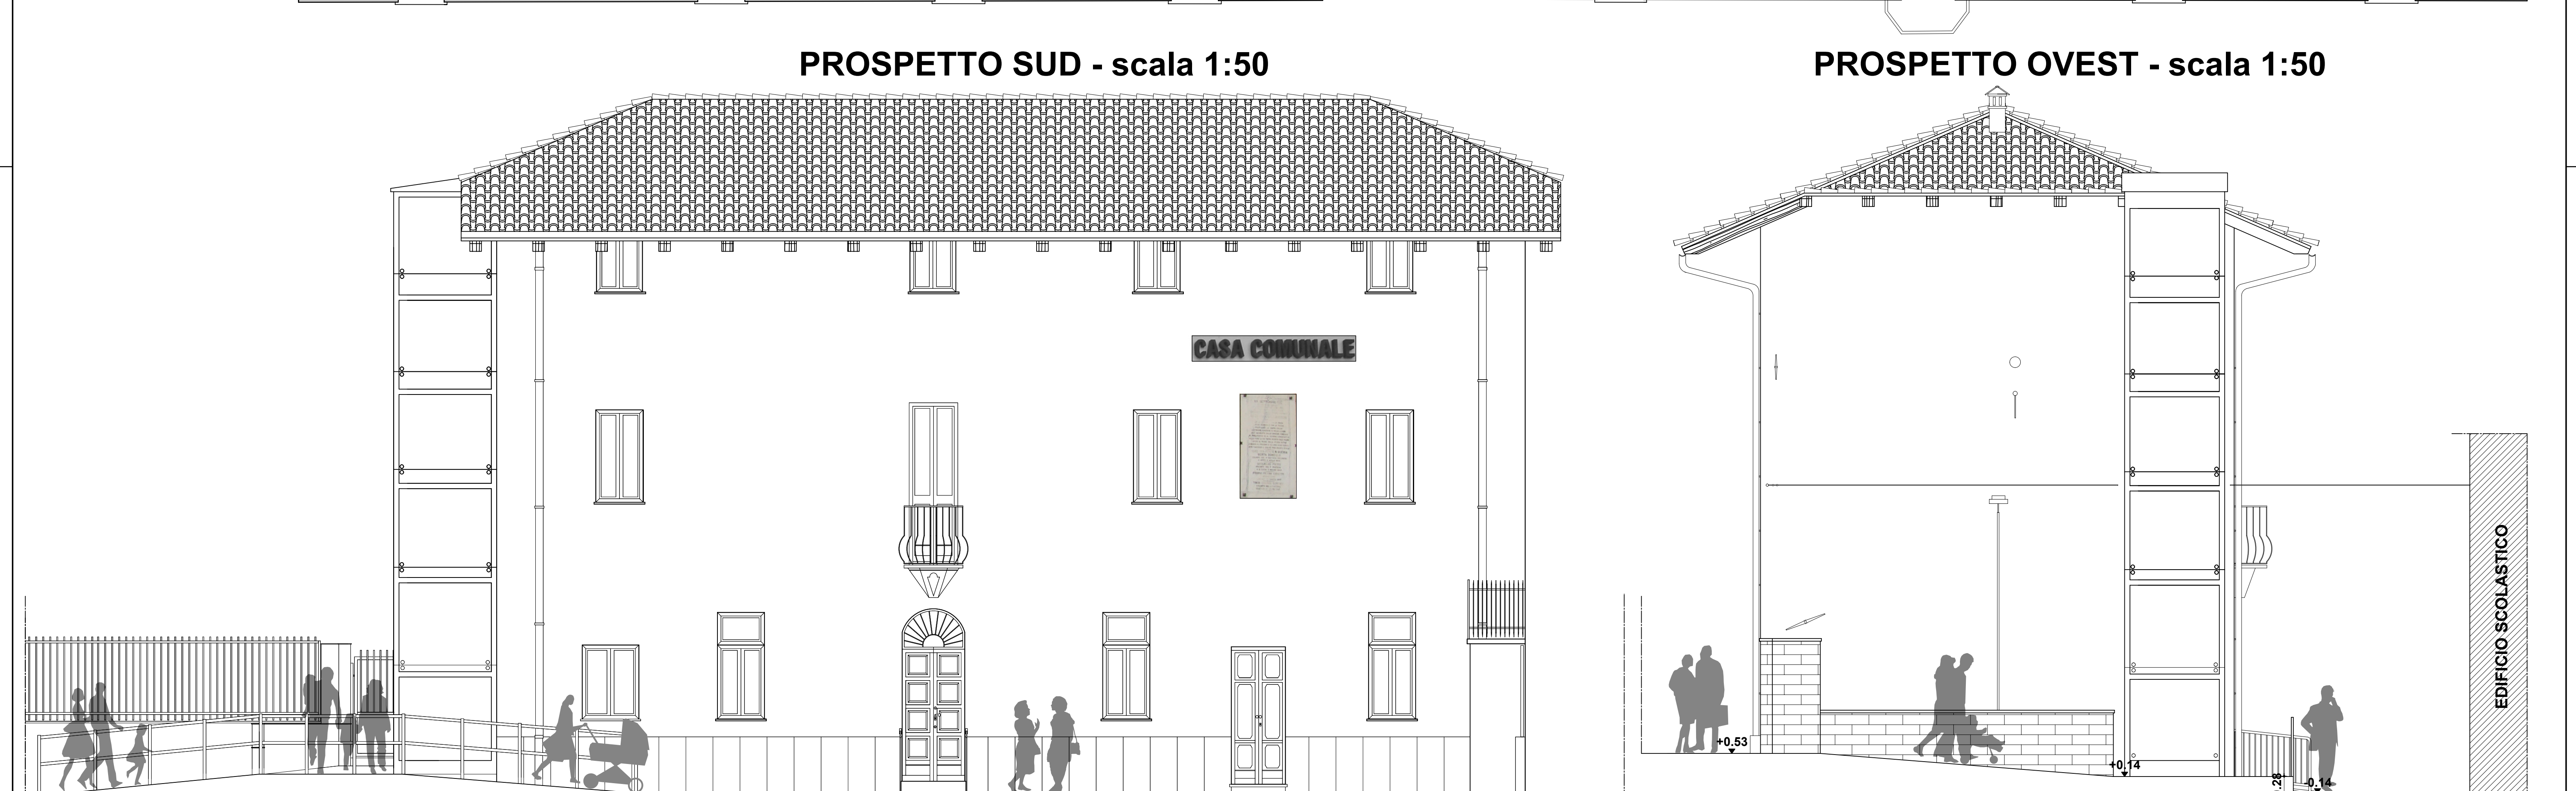 PROSPETTO SUD - scala 1:50
PROSPETTO OVEST - scala 1:50
CASA COMUNALE
EDIFICIO SCOLASTICO
+0.53
+0.14
.28
-0.14